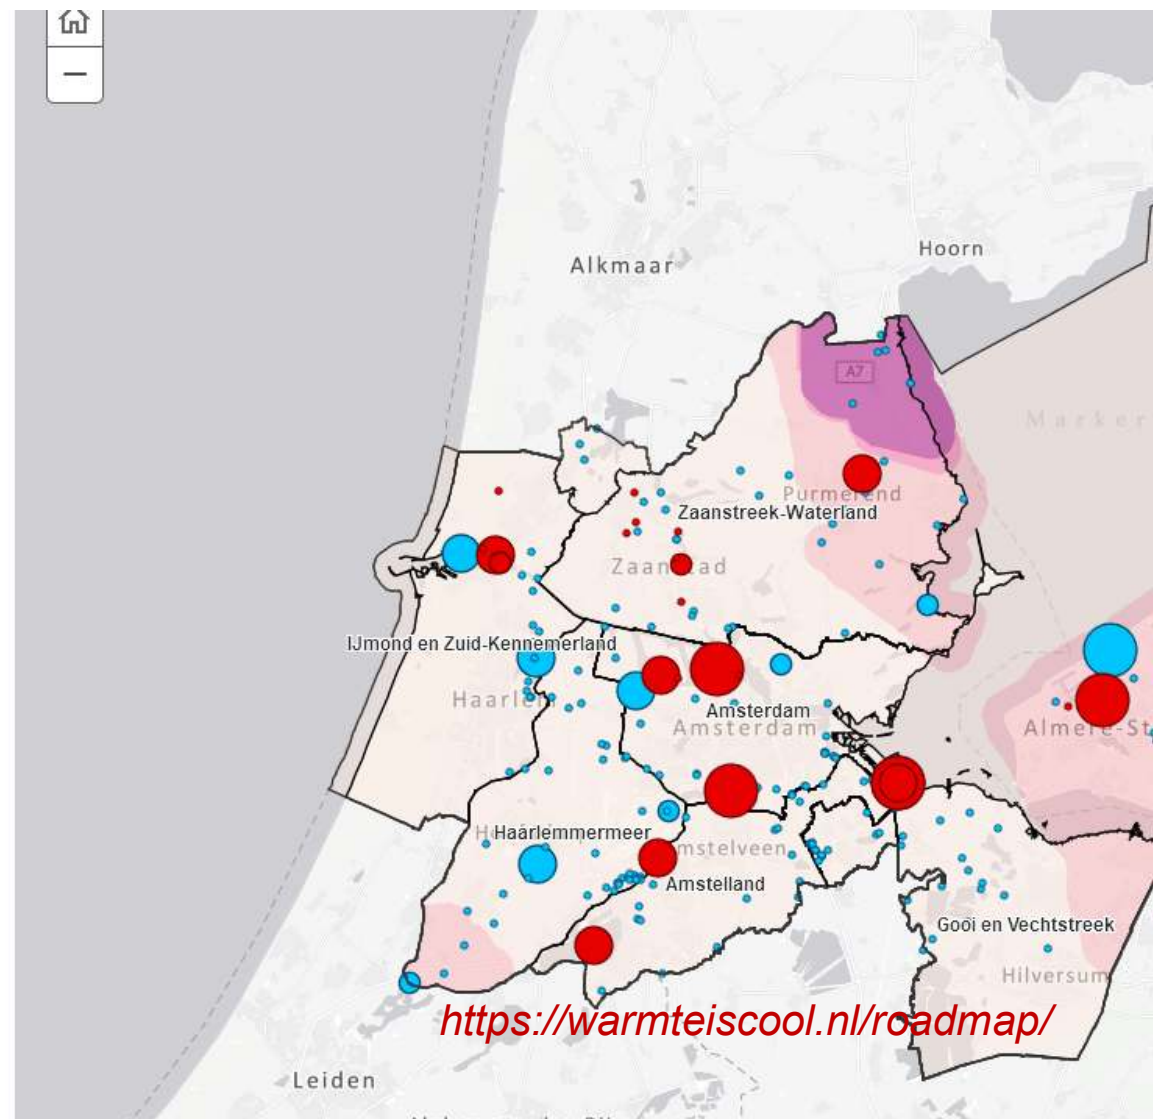 Hoorn
Alkmaar
A7
Marker
Purmerend
Zaanstreek-Waterland
Zaanstad
IJmond en Zuid-Kennemerland
Haarlem
Amsterdam
Amsterdam
Almere-St
Haarlemmermeer
mstelveen
Amstelland
Gooi en Vechtstreek
Hilversum
https://warmteiscool.nl/roadmap/
Leiden